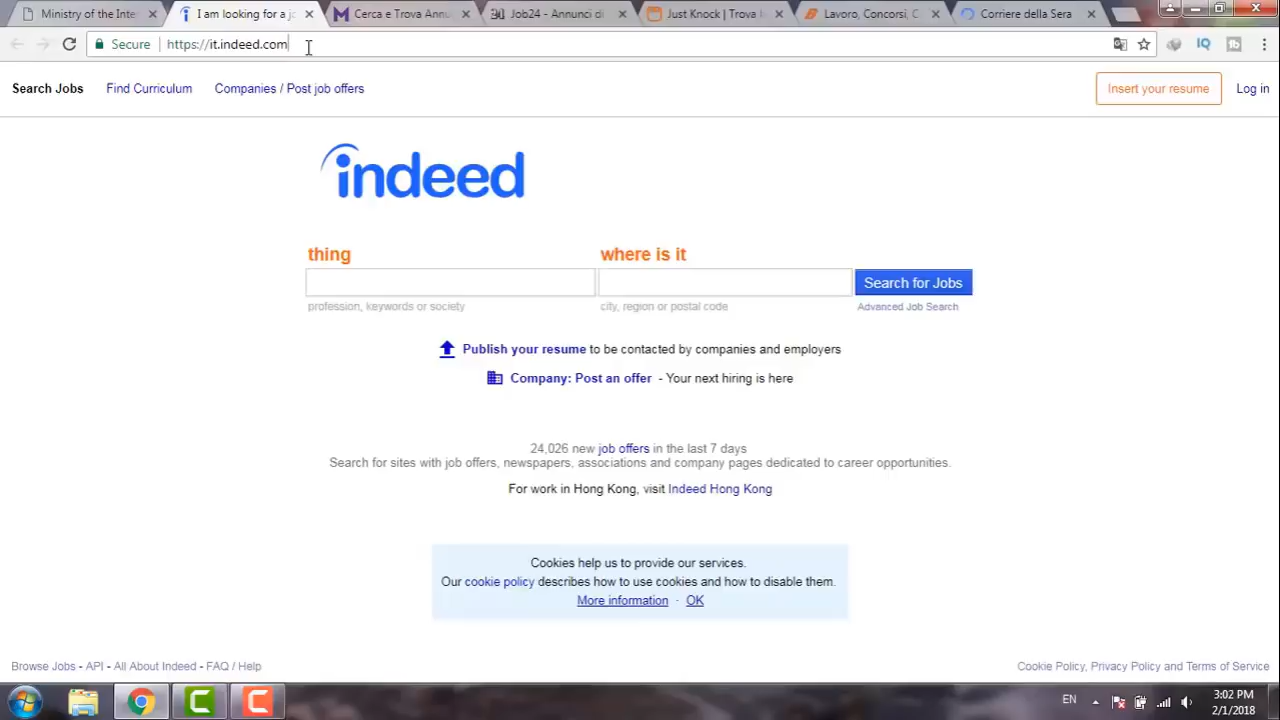 Ministry of the Inter
I am looking for a jo
Cerca e Trova Annu
Job24 - Annunci di
Just Knock | Trova l
Lavoro, Concorsi, C
Corriere della Sera
Secure https://it.indeed.com
Search Jobs Find Curriculum Companies / Post job offers Insert your resume Log in
indeed
thing where is it
Search for Jobs
profession, keywords or society city, region or postal code Advanced Job Search
Publish your resume to be contacted by companies and employers
Company: Post an offer - Your next hiring is here
24,026 new job offers in the last 7 days
Search for sites with job offers, newspapers, associations and company pages dedicated to career opportunities.
For work in Hong Kong, visit Indeed Hong Kong
Cookies help us to provide our services.
Our cookie policy describes how to use cookies and how to disable them.
More information · OK
Browse Jobs - API - All About Indeed - FAQ / Help Cookie Policy, Privacy Policy and Terms of Service
EN 3:02 PM
2/1/2018